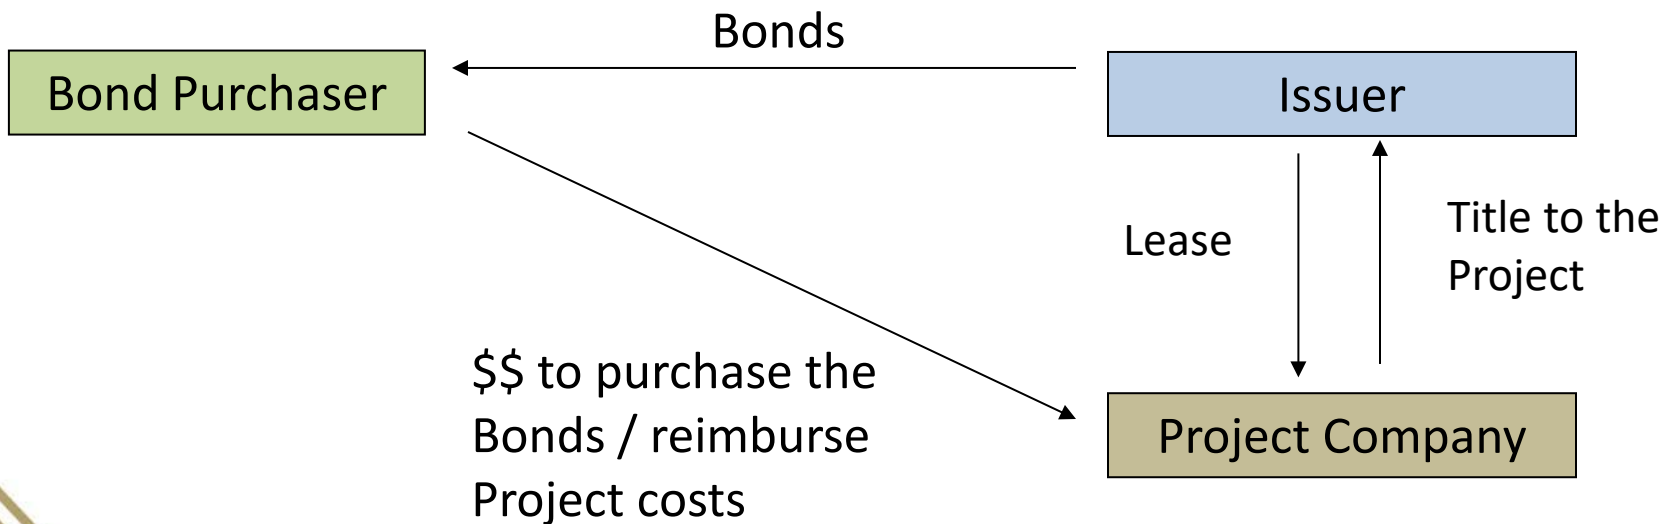 Bonds
Bond Purchaser
Issuer
Lease
Title to the
Project
$$ to purchase the
Bonds / reimburse
Project costs
Project Company